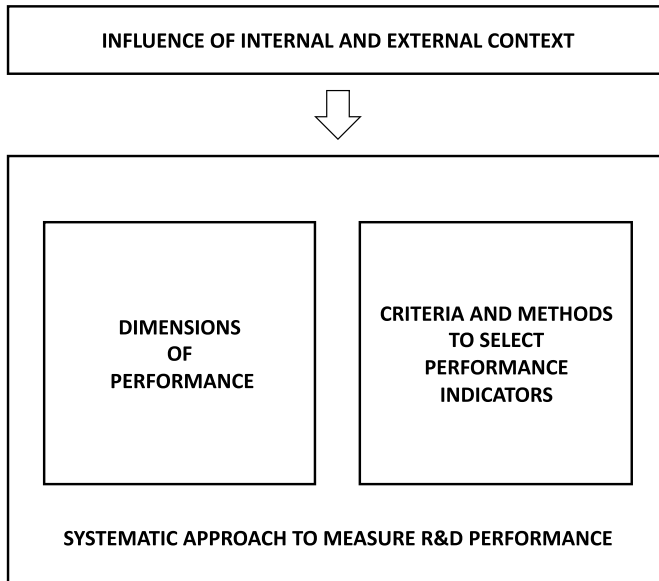 INFLUENCE OF INTERNAL AND EXTERNAL CONTEXT
DIMENSIONS
OF
PERFORMANCE
CRITERIA AND METHODS
TO SELECT
PERFORMANCE
INDICATORS
SYSTEMATIC APPROACH TO MEASURE R&D PERFORMANCE